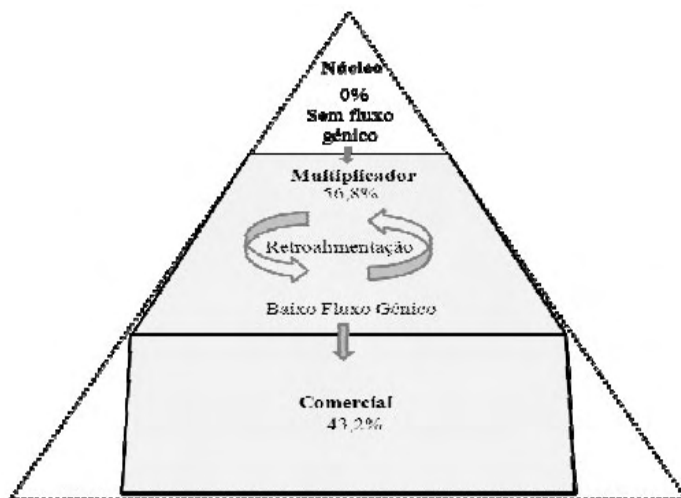 Núcleo
0%
Sem fluxo
gênico
Multiplicador
56,8%
Retroalimentação
Baixo Fluxo Gênico
Comercial
43,2%